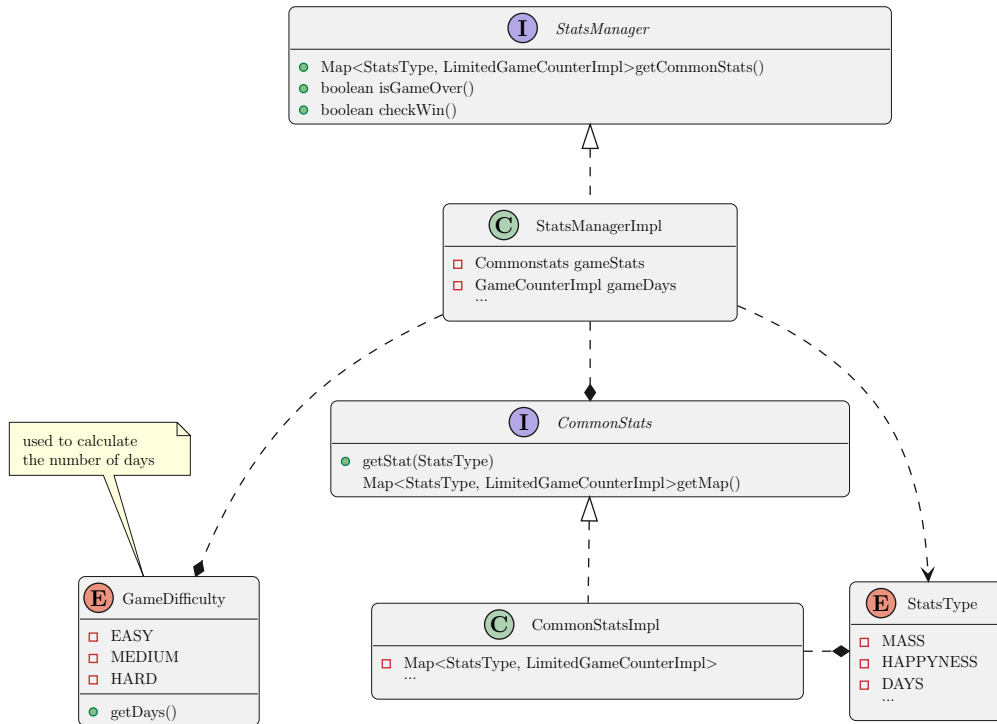 I StatsManager
Map<StatsType, LimitedGameCounterImpl>getCommonStats()
boolean isGameOver()
boolean checkWin()
C StatsManagerImpl
Commonstats gameStats
GameCounterImpl gameDays
...
I CommonStats
getStat(StatsType)
Map<StatsType, LimitedGameCounterImpl>getMap()
used to calculate
the number of days
E GameDifficulty
EASY
MEDIUM
HARD
getDays()
C CommonStatsImpl
Map<StatsType, LimitedGameCounterImpl>
...
E StatsType
MASS
HAPPYNESS
DAYS
...